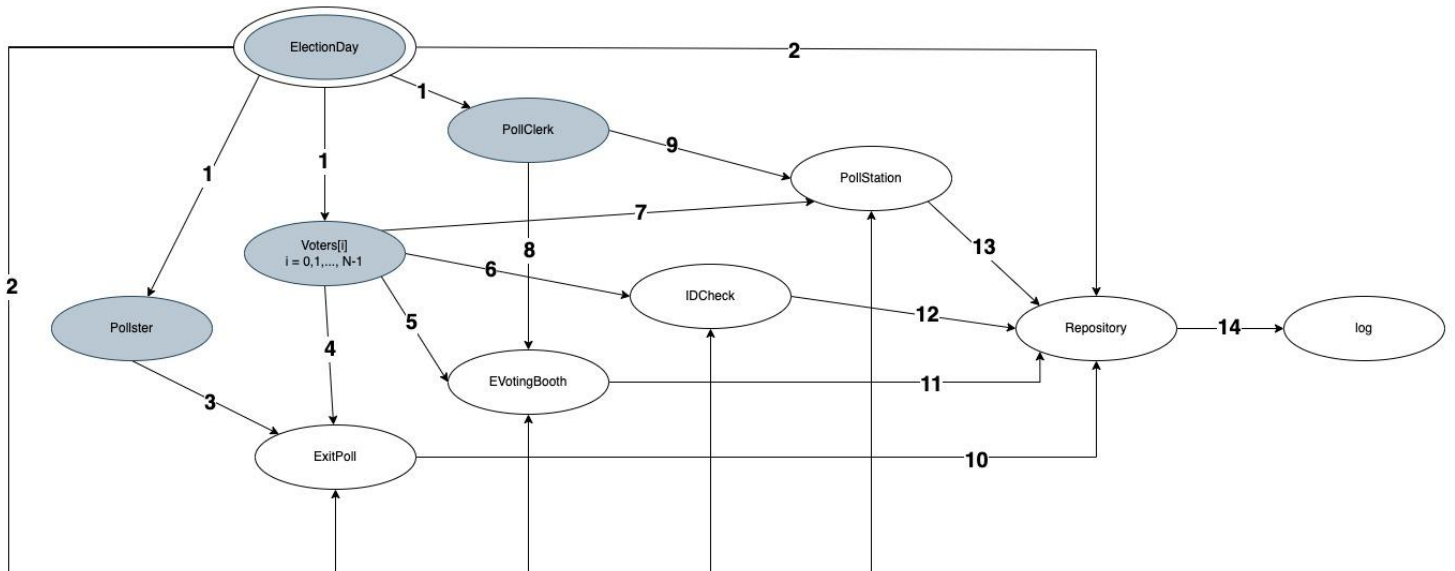 ElectionDay
2
1
PollClerk
9
1
1
PollStation
7
Voters[i]
i = 0,1,..., N-1
8
13
6
2
IDCheck
Pollster
5
12
Repository
14
log
4
EVotingBooth
11
3
ExitPoll
10